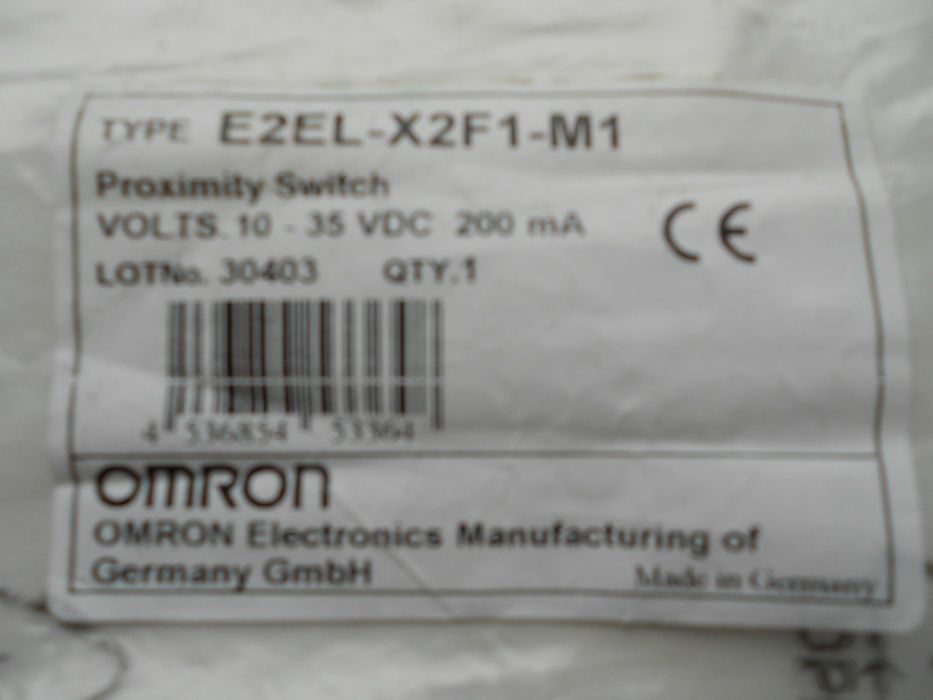 TYPE E2EL-X2F1-M1
Proximity Switch
VOLTS. 10 - 35 VDC 200 mA
LOTNo. 30403 QTY.1
CE
4 536854 53364
OMRON
OMRON Electronics Manufacturing of
Germany GmbH
Made in Germany